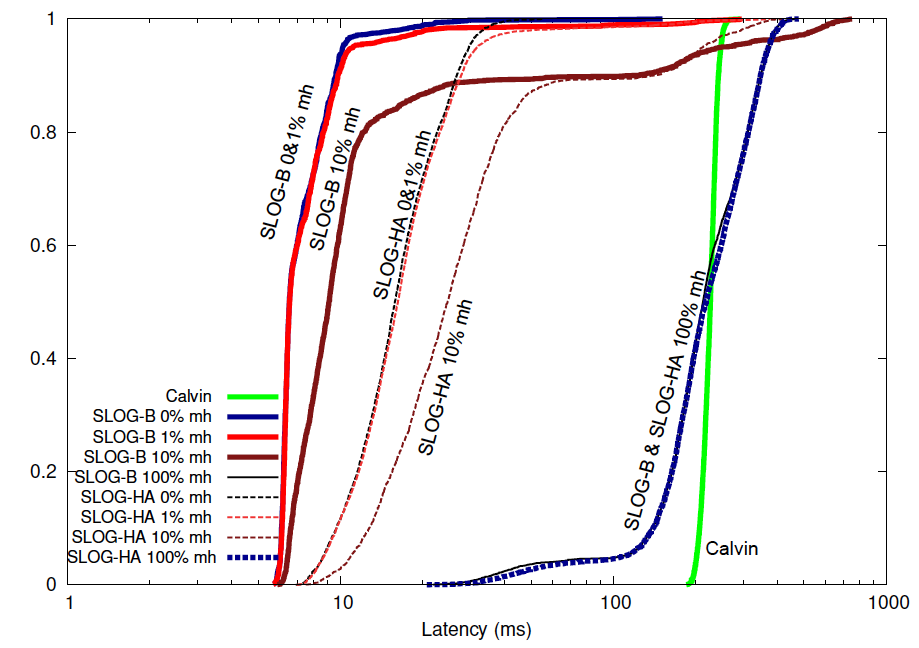 1
0.8
0.6
0.4
0.2
0
1
10
100
1000
Latency (ms)
SLOG-B 0&1% mh
SLOG-B 10% mh
SLOG-HA 0&1% mh
SLOG-HA 10% mh
SLOG-B & SLOG-HA 100% mh
Calvin
Calvin
SLOG-B 0% mh
SLOG-B 1% mh
SLOG-B 10% mh
SLOG-B 100% mh
SLOG-HA 0% mh
SLOG-HA 1% mh
SLOG-HA 10% mh
SLOG-HA 100% mh